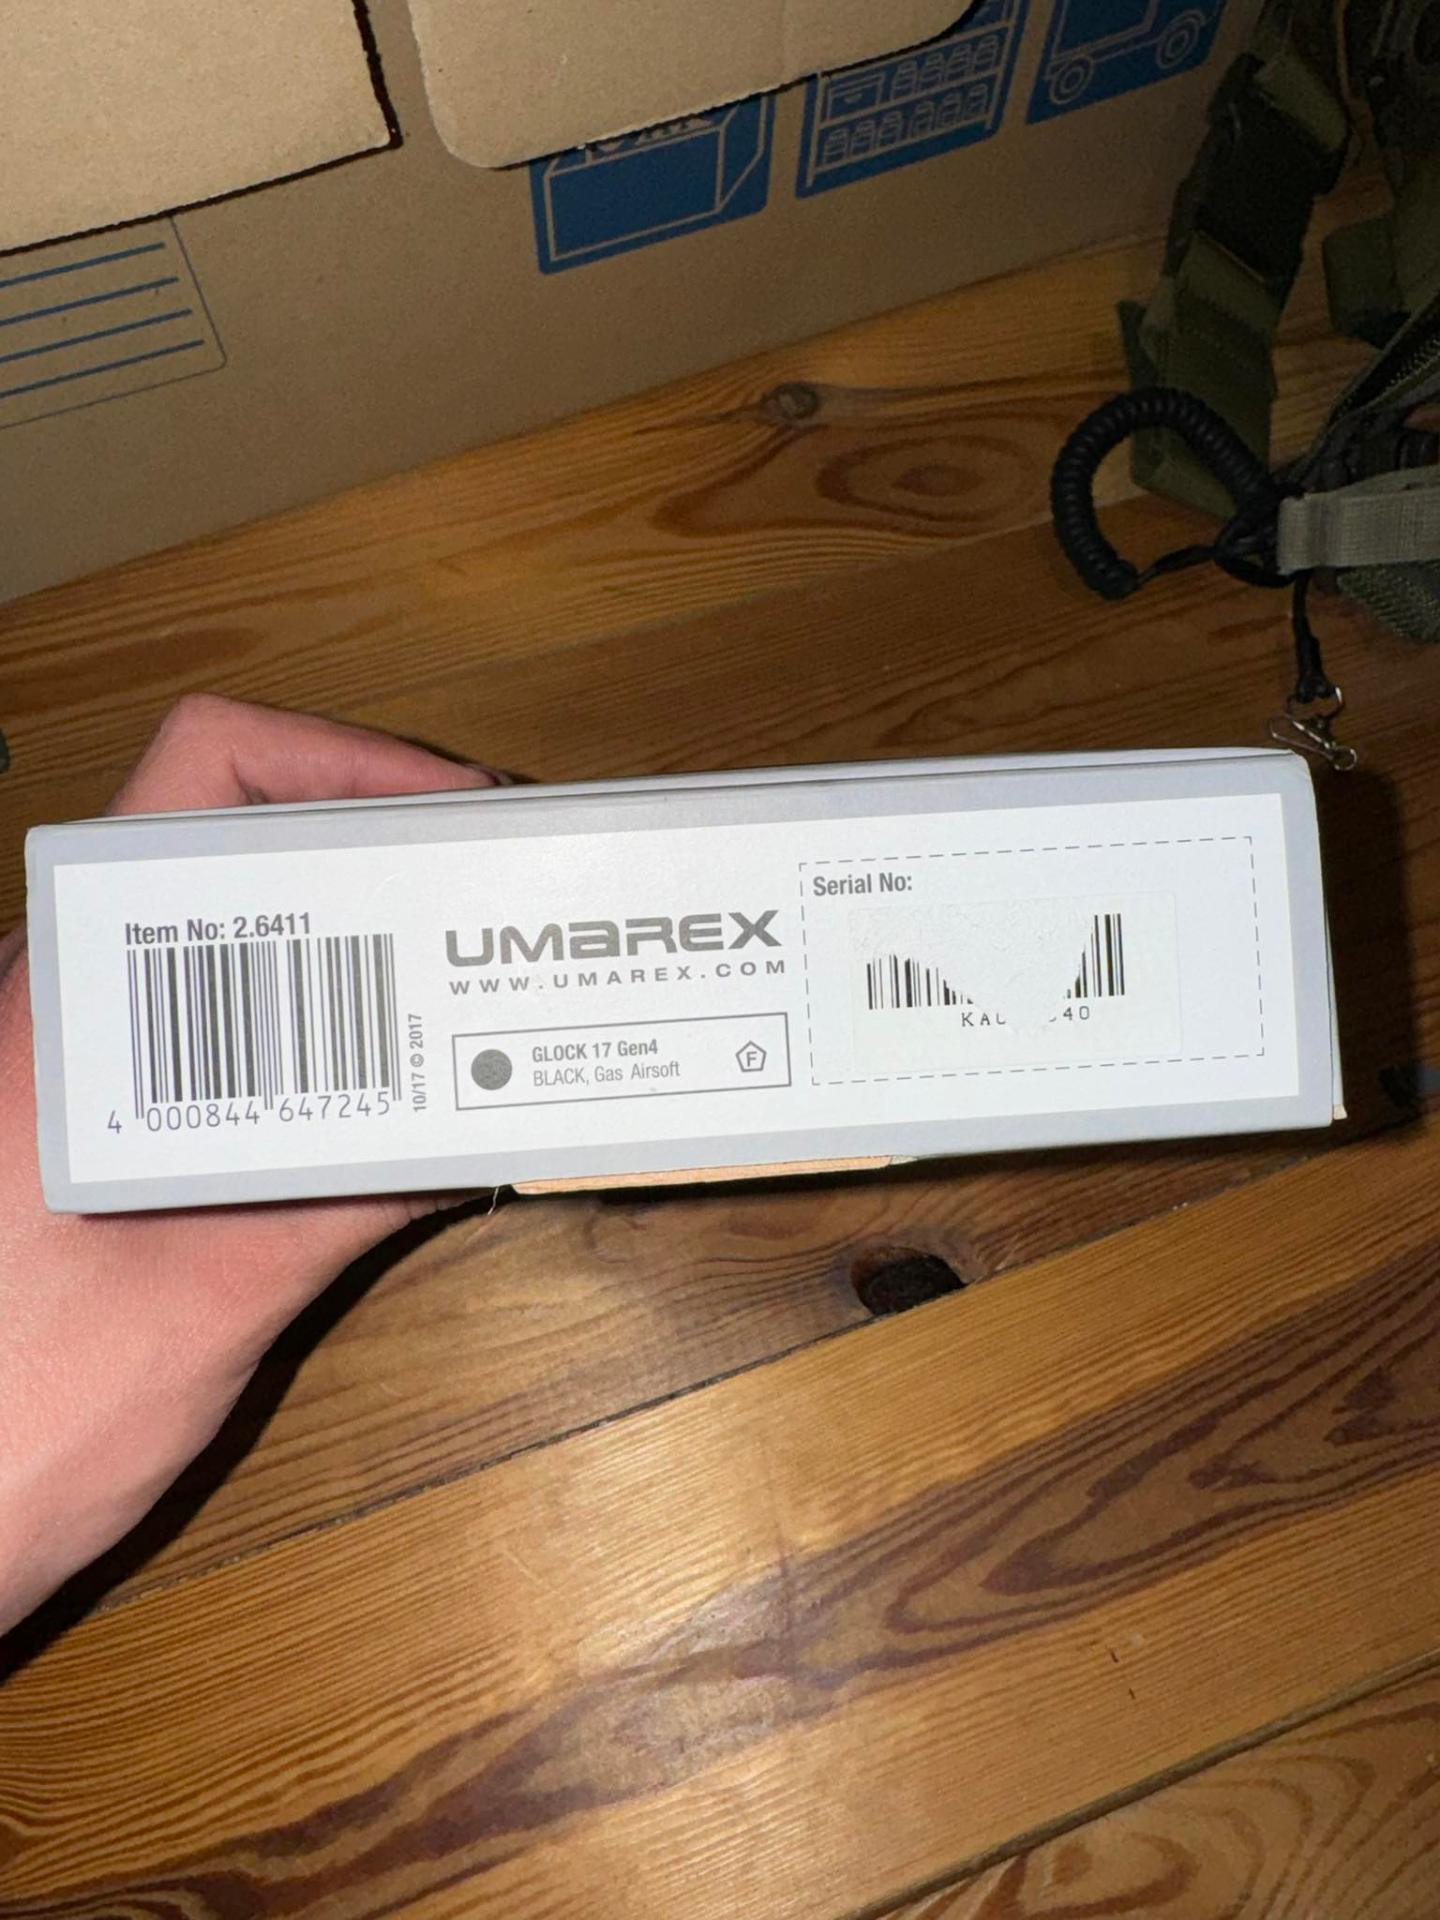 Item No: 2.6411
4 000844 647245
10/17 © 2017
UMAREX
WWW.UMAREX.COM
GLOCK 17 Gen4
BLACK, Gas Airsoft
F
Serial No: